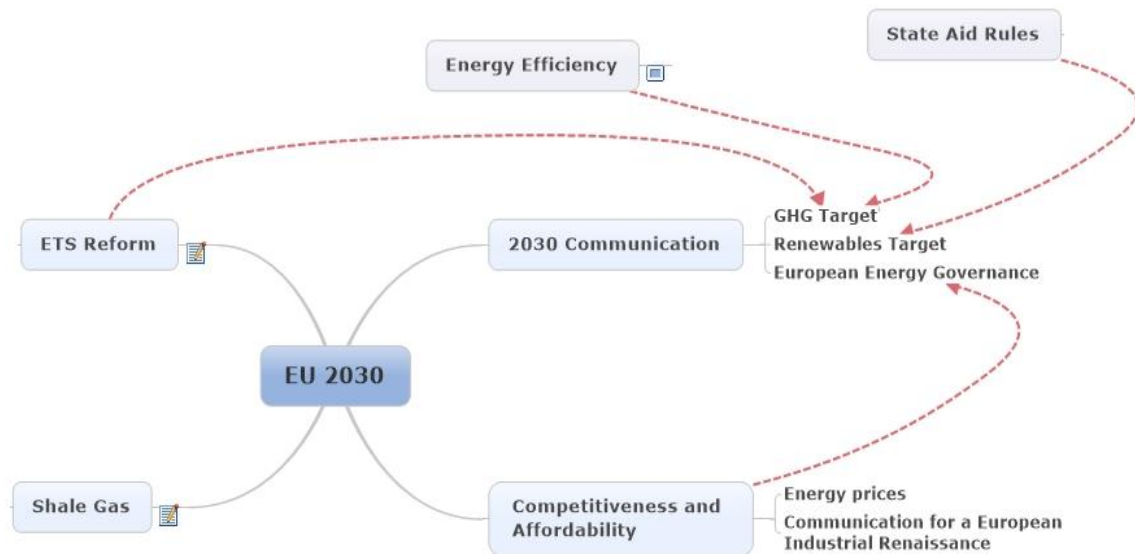 State Aid Rules
Energy Efficiency
GHG Target
ETS Reform
2030 Communication
Renewables Target
European Energy Governance
EU 2030
Energy prices
Shale Gas
Competitiveness and
Affordability
Communication for a European
Industrial Renaissance